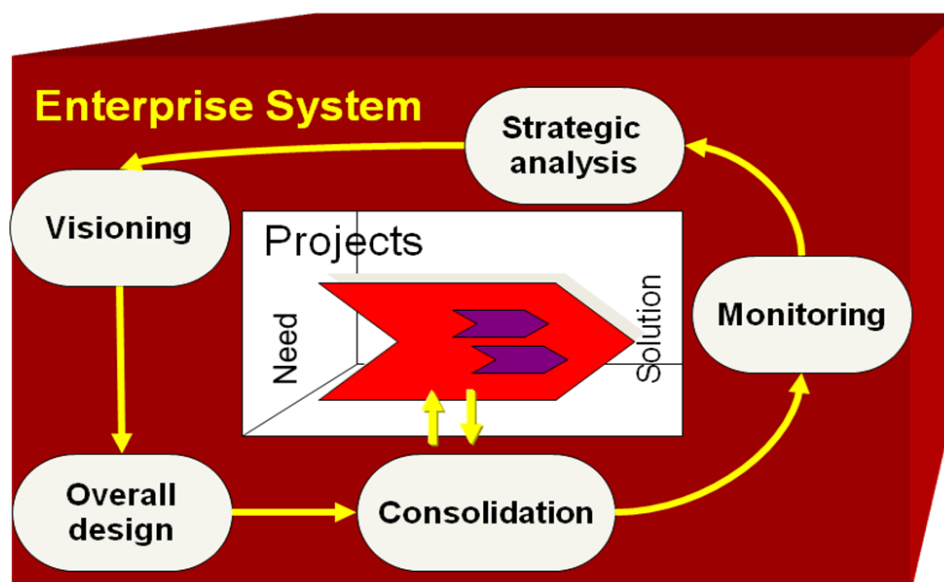 Enterprise System
Strategic
analysis
Visioning
Projects
Need
Solution
Monitoring
Overall
design
Consolidation